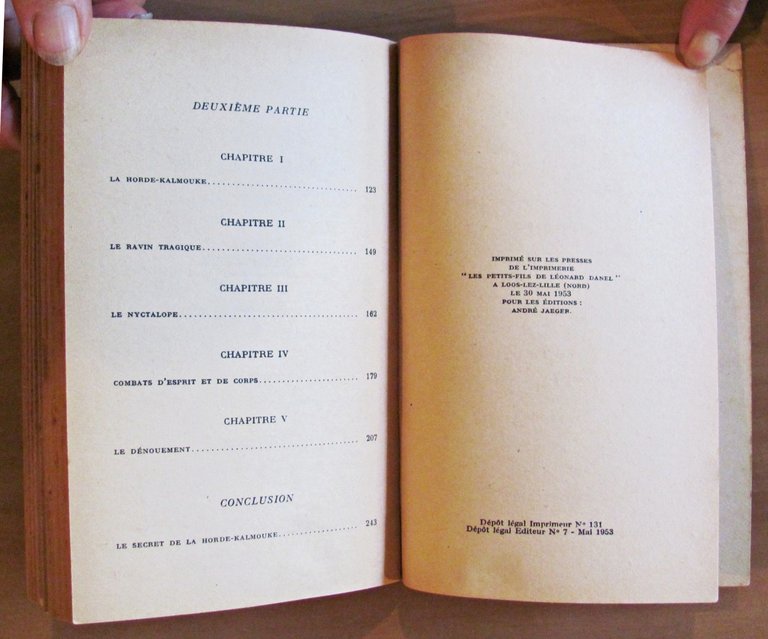 DEUXIÈME PARTIE
CHAPITRE I
LA HORDE-KALMOUKE........................................ 123
CHAPITRE II
LE RAVIN TRAGIQUE........................................ 149
CHAPITRE III
LE NYCTALOPE........................................ 162
CHAPITRE IV
COMBATS D'ESPRIT ET DE CORPS.................... 179
CHAPITRE V
LE DÉNOUEMENT........................................ 207
CONCLUSION
LE SECRET DE LA HORDE-KALMOUKE................ 243
IMPRIMÉ SUR LES PRESSES
DE L'IMPRIMERIE
"LES PETITS-FILS DE LÉONARD DANEL"
A LOOS-LEZ-LILLE (NORD)
LE 30 MAI 1953
POUR LES ÉDITIONS :
ANDRÉ JAEGER.
Dépôt légal Imprimeur N° 131
Dépôt légal Editeur N° 7 - Mai 1953